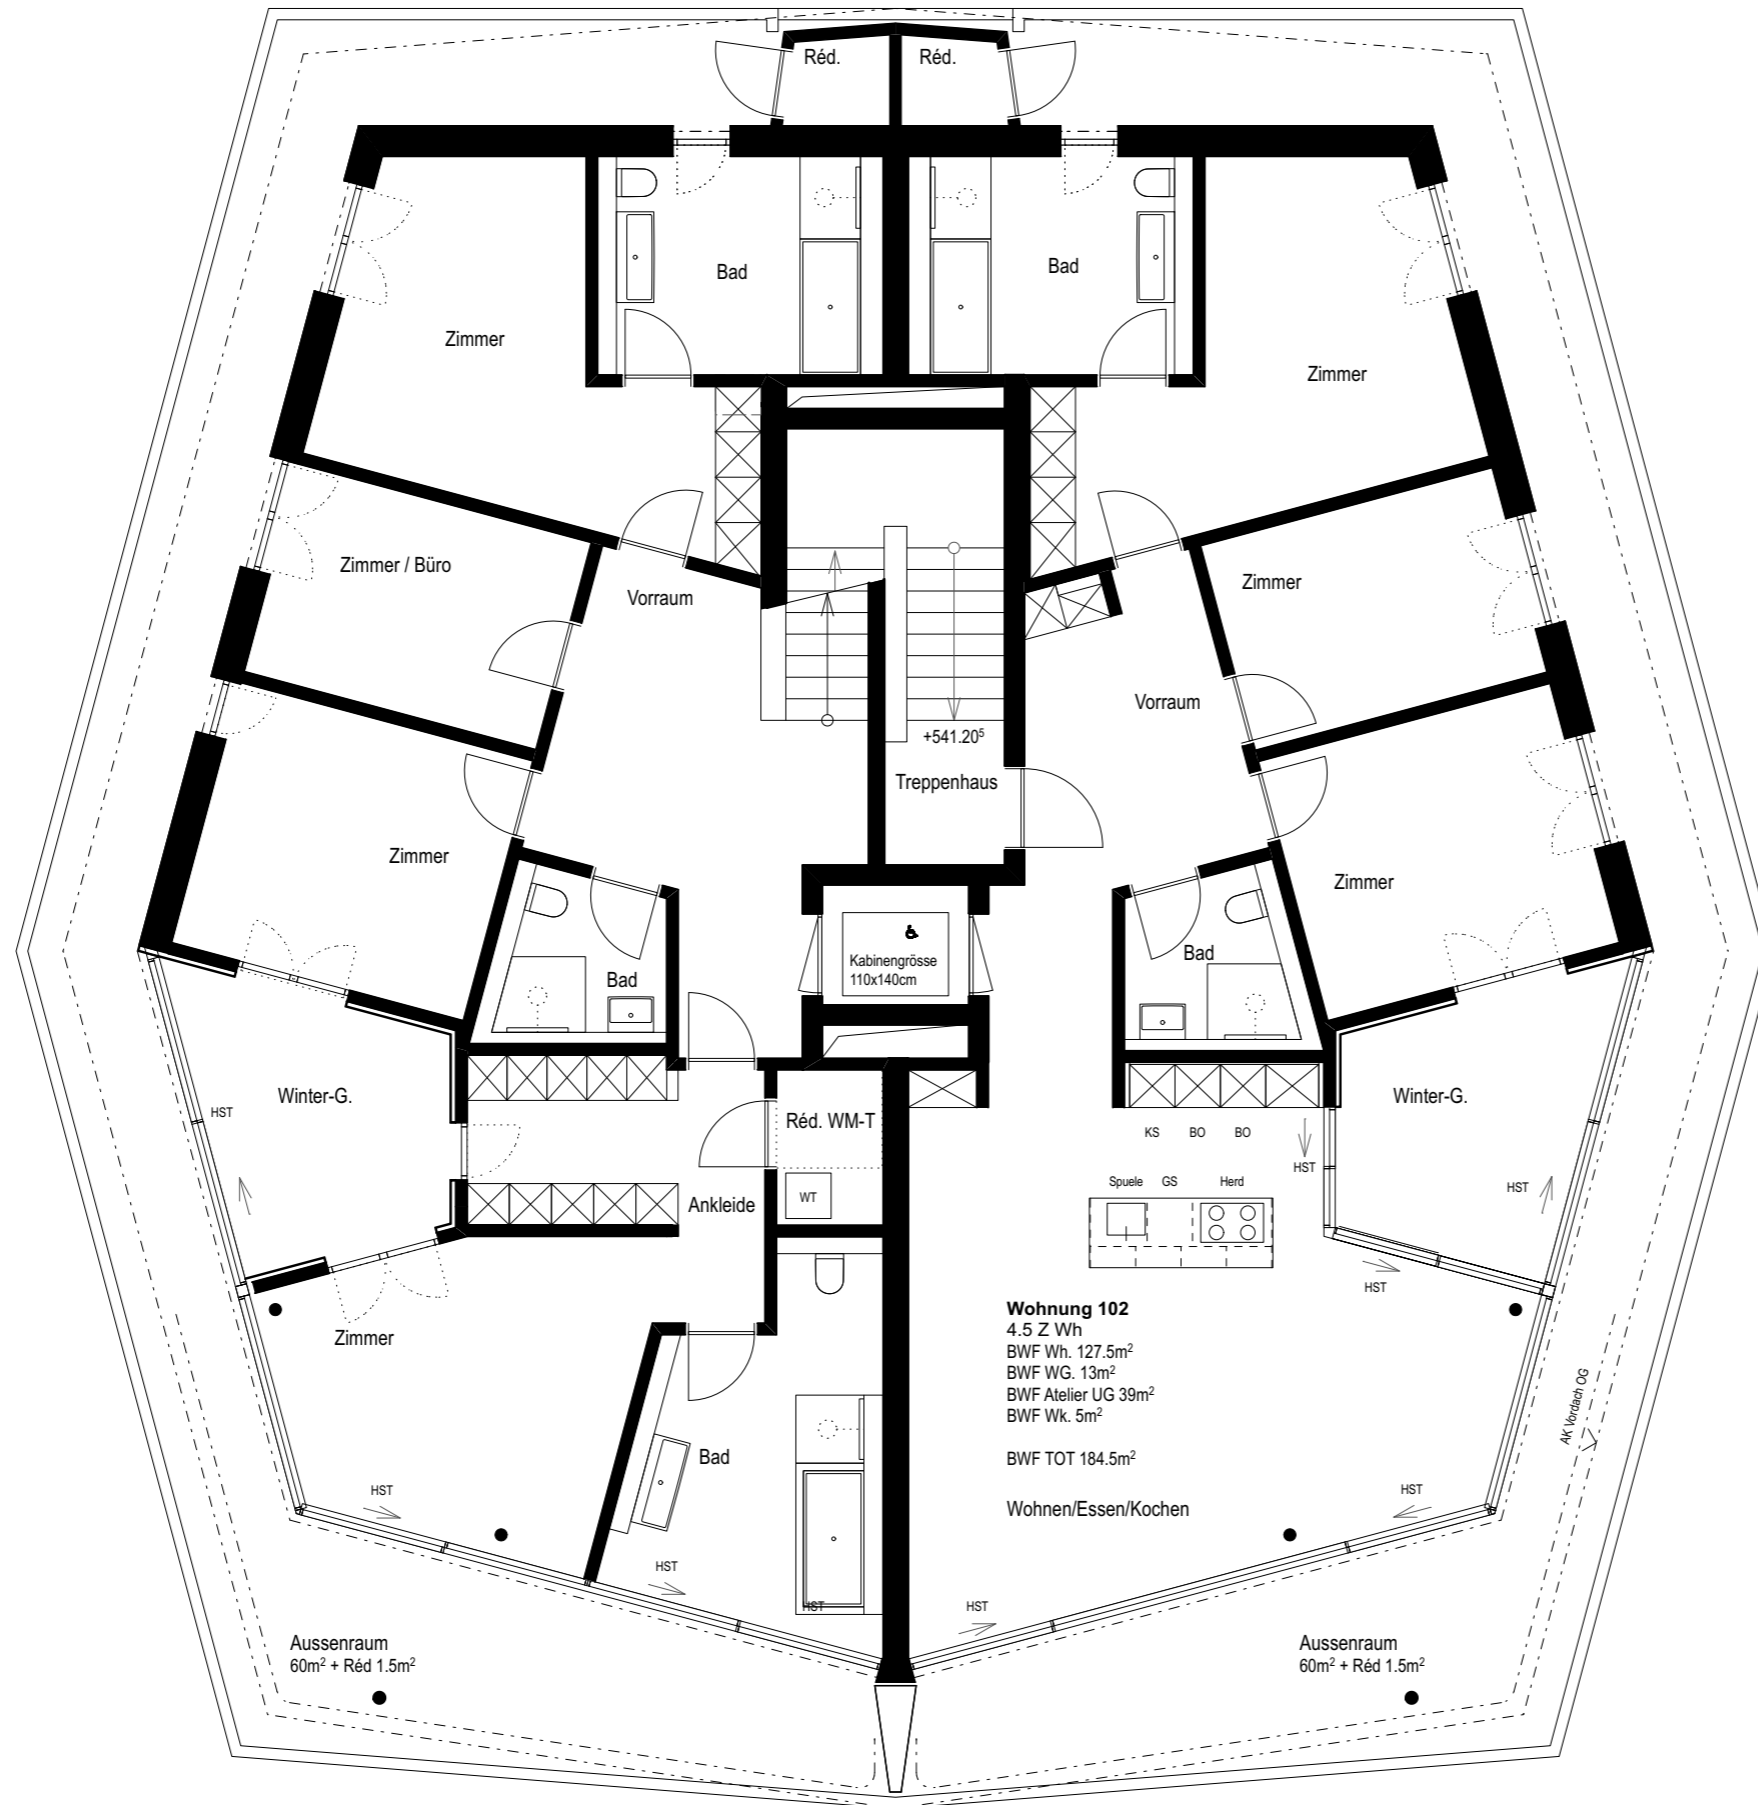 Réd.
Réd.
Bad
Bad
Zimmer
Zimmer
Zimmer / Büro
Vorraum
Zimmer
Vorraum
+541.20⁵
Treppenhaus
Zimmer
Zimmer
Kabinengrösse
110x140cm
Bad
Bad
Winter-G.
HST
Réd. WM-T
WT
Ankleide
KS BO BO
HST
Spuele GS Herd
Winter-G.
HST
HST
Zimmer
Wohnung 102
4.5 Z Wh
BWF Wh. 127.5m²
BWF WG. 13m²
BWF Atelier UG 39m²
BWF Wk. 5m²
BWF TOT 184.5m²
Wohnen/Essen/Kochen
AK Vordach OG
Bad
HST
HST
HST
HST
HST
Aussenraum
60m² + Réd 1.5m²
Aussenraum
60m² + Réd 1.5m²